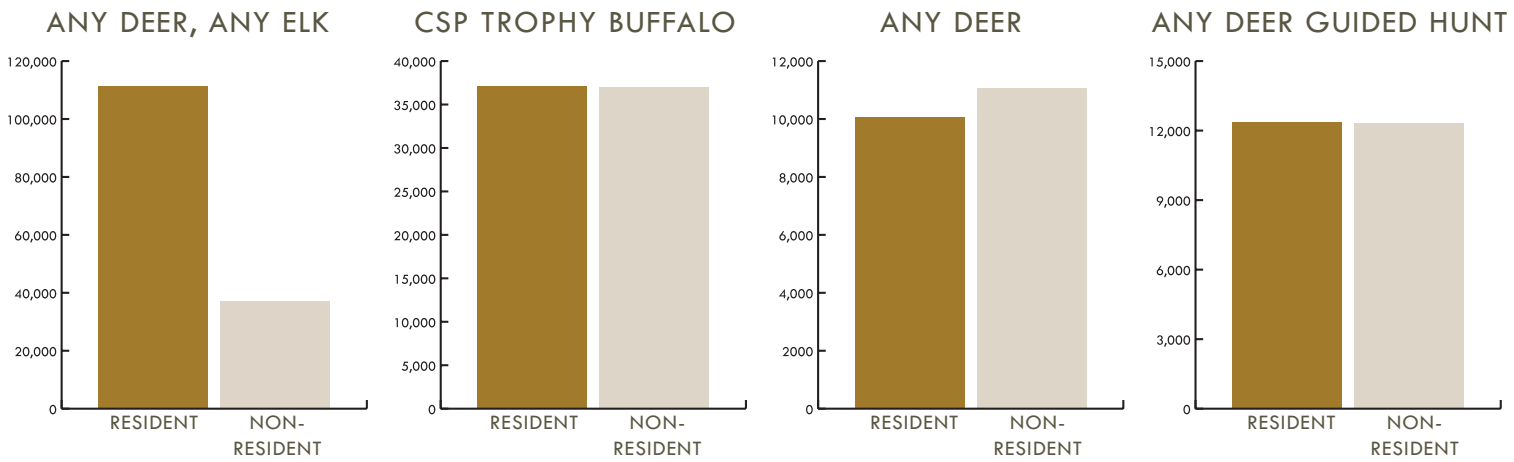 ANY DEER, ANY ELK
120,000
100,000
80,000
60,000
40,000
20,000
0
RESIDENT
NON-
RESIDENT
CSP TROPHY BUFFALO
40,000
35,000
30,000
25,000
20,000
15,000
10,000
5,000
0
RESIDENT
NON-
RESIDENT
ANY DEER
12,000
10,000
8,000
6,000
4,000
2000
0
RESIDENT
NON-
RESIDENT
ANY DEER GUIDED HUNT
15,000
12,000
9,000
6,000
3,000
0
RESIDENT
NON-
RESIDENT